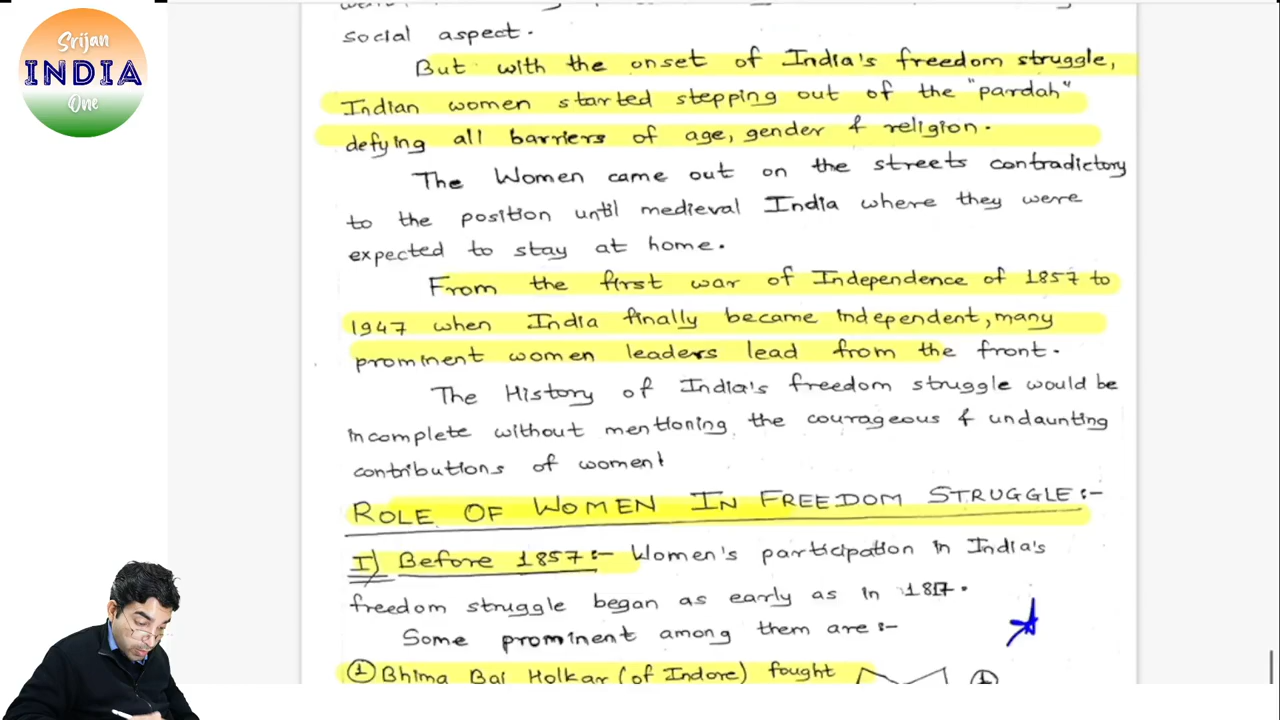 Srijan
INDIA
One
social aspect.
But with the onset of India's freedom struggle,
Indian women started stepping out of the "pardah"
defying all barriers of age, gender & religion.
The Women came out on the streets contradictory
to the position until medieval India where they were
expected to stay at home.
From the first war of Independence of 1857 to
1947 when India finally became independent, many
prominent women leaders lead from the front.
The History of India's freedom struggle would be
incomplete without mentioning the courageous & undaunting
contributions of women
ROLE OF WOMEN IN FREEDOM STRUGGLE:-
I) Before 1857:- Women's participation in India's
freedom struggle began as early as in 1817.
Some prominent among them are:-
① Bhima Bai Holkar (of Indore) fought
①